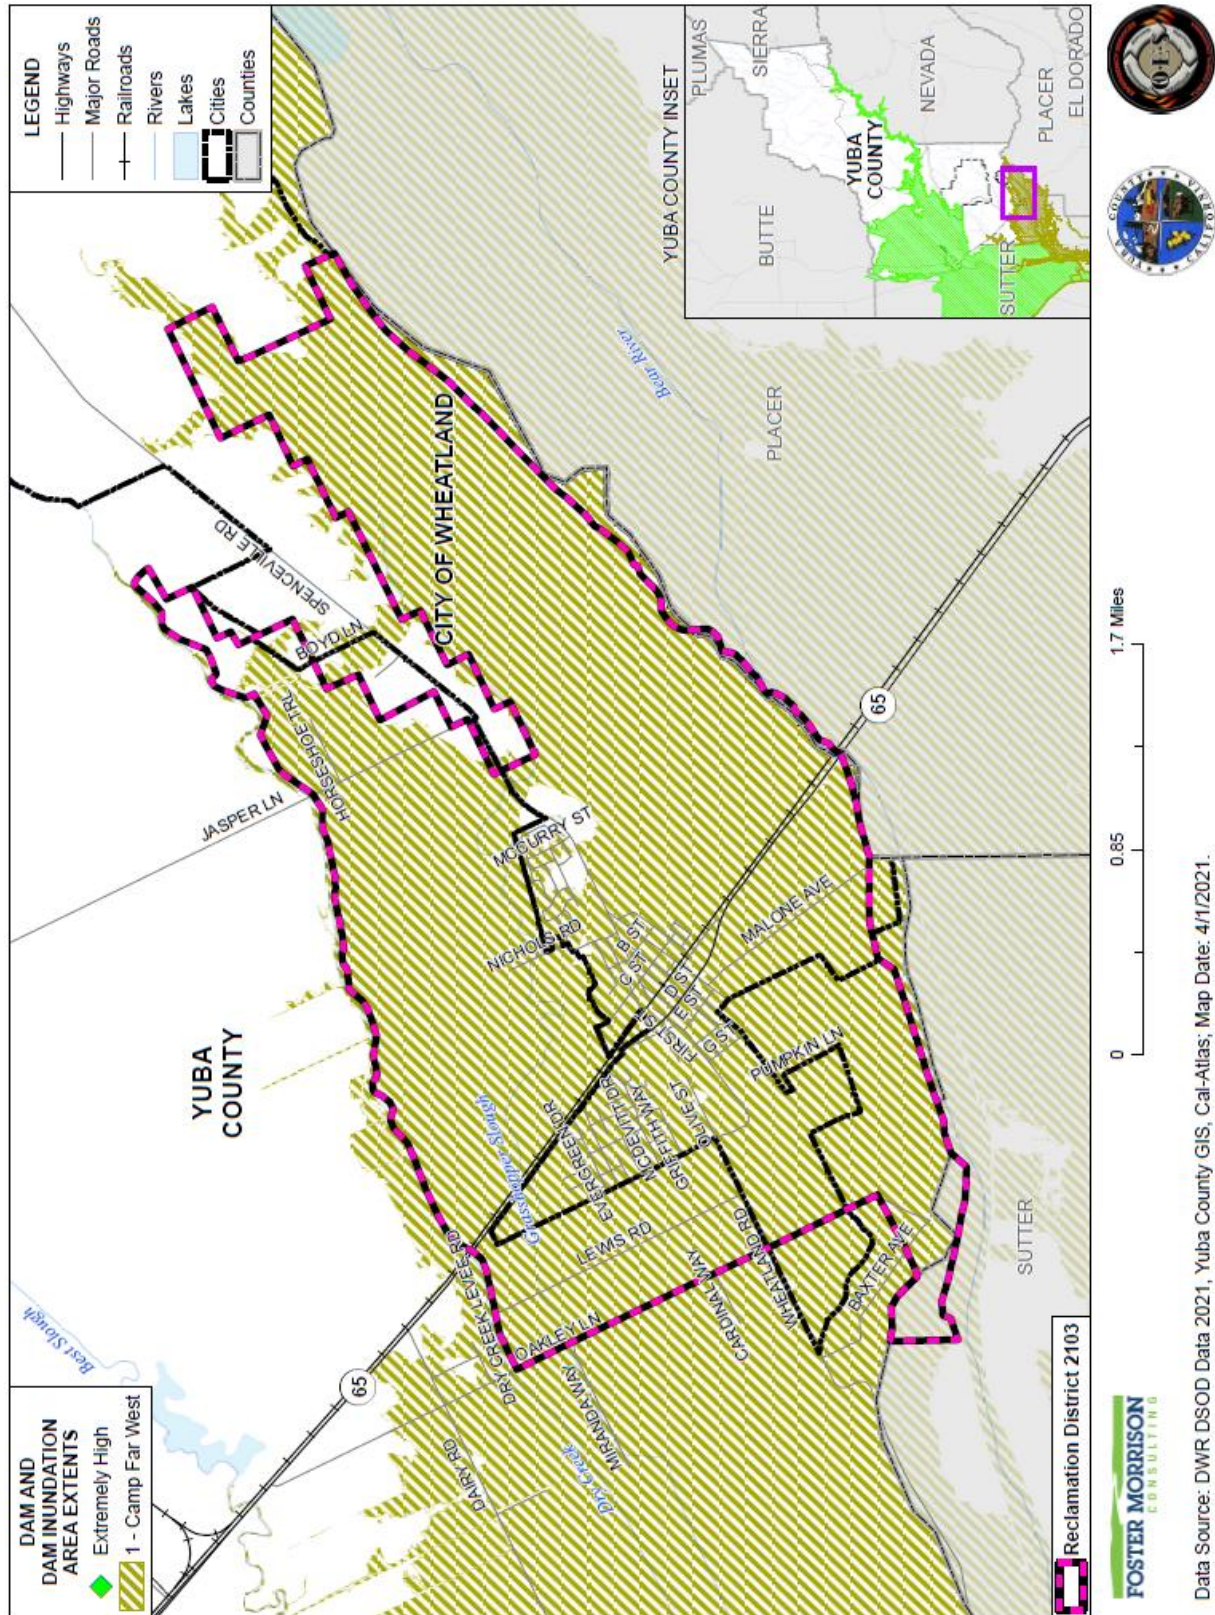 DAM AND
DAM INUNDATION
AREA EXTENTS
Extremely High
1 - Camp Far West
LEGEND
Highways
Major Roads
Railroads
Rivers
Lakes
Cities
Counties
Best Slough
65
YUBA
COUNTY
JASPER LN
HORSESHOE TRL
BOYD LN
SPENCEVILLE RD
DAIRY RD
DRY CREEK LEVEE RD
OAKLEY LN
MIRANDA WAY
Dry Creek
Grasshopper Slough
EVERGREEN DR
MCDEVITT DR
GRIFFITH WAY
OLIVE ST
LEWIS RD
CARDINAL WAY
WHEATLAND RD
BAXTER AVE
NICHOLS RD
MCCURRY ST
B ST
C ST
D ST
E ST
FIRST ST
G ST
PUMPKIN LN
MALONE AVE
CITY OF WHEATLAND
65
Bear River
PLACER
SUTTER
YUBA COUNTY INSET
PLUMAS
SIERRA
BUTTE
YUBA
COUNTY
NEVADA
SUTTER
PLACER
EL DORADO
Reclamation District 2103
FOSTER MORRISON
CONSULTING
0
0.85
1.7 Miles
YUBA COUNTY
CALIFORNIA
OES
Data Source: DWR DSOD Data 2021, Yuba County GIS, Cal-Atlas; Map Date: 4/1/2021.